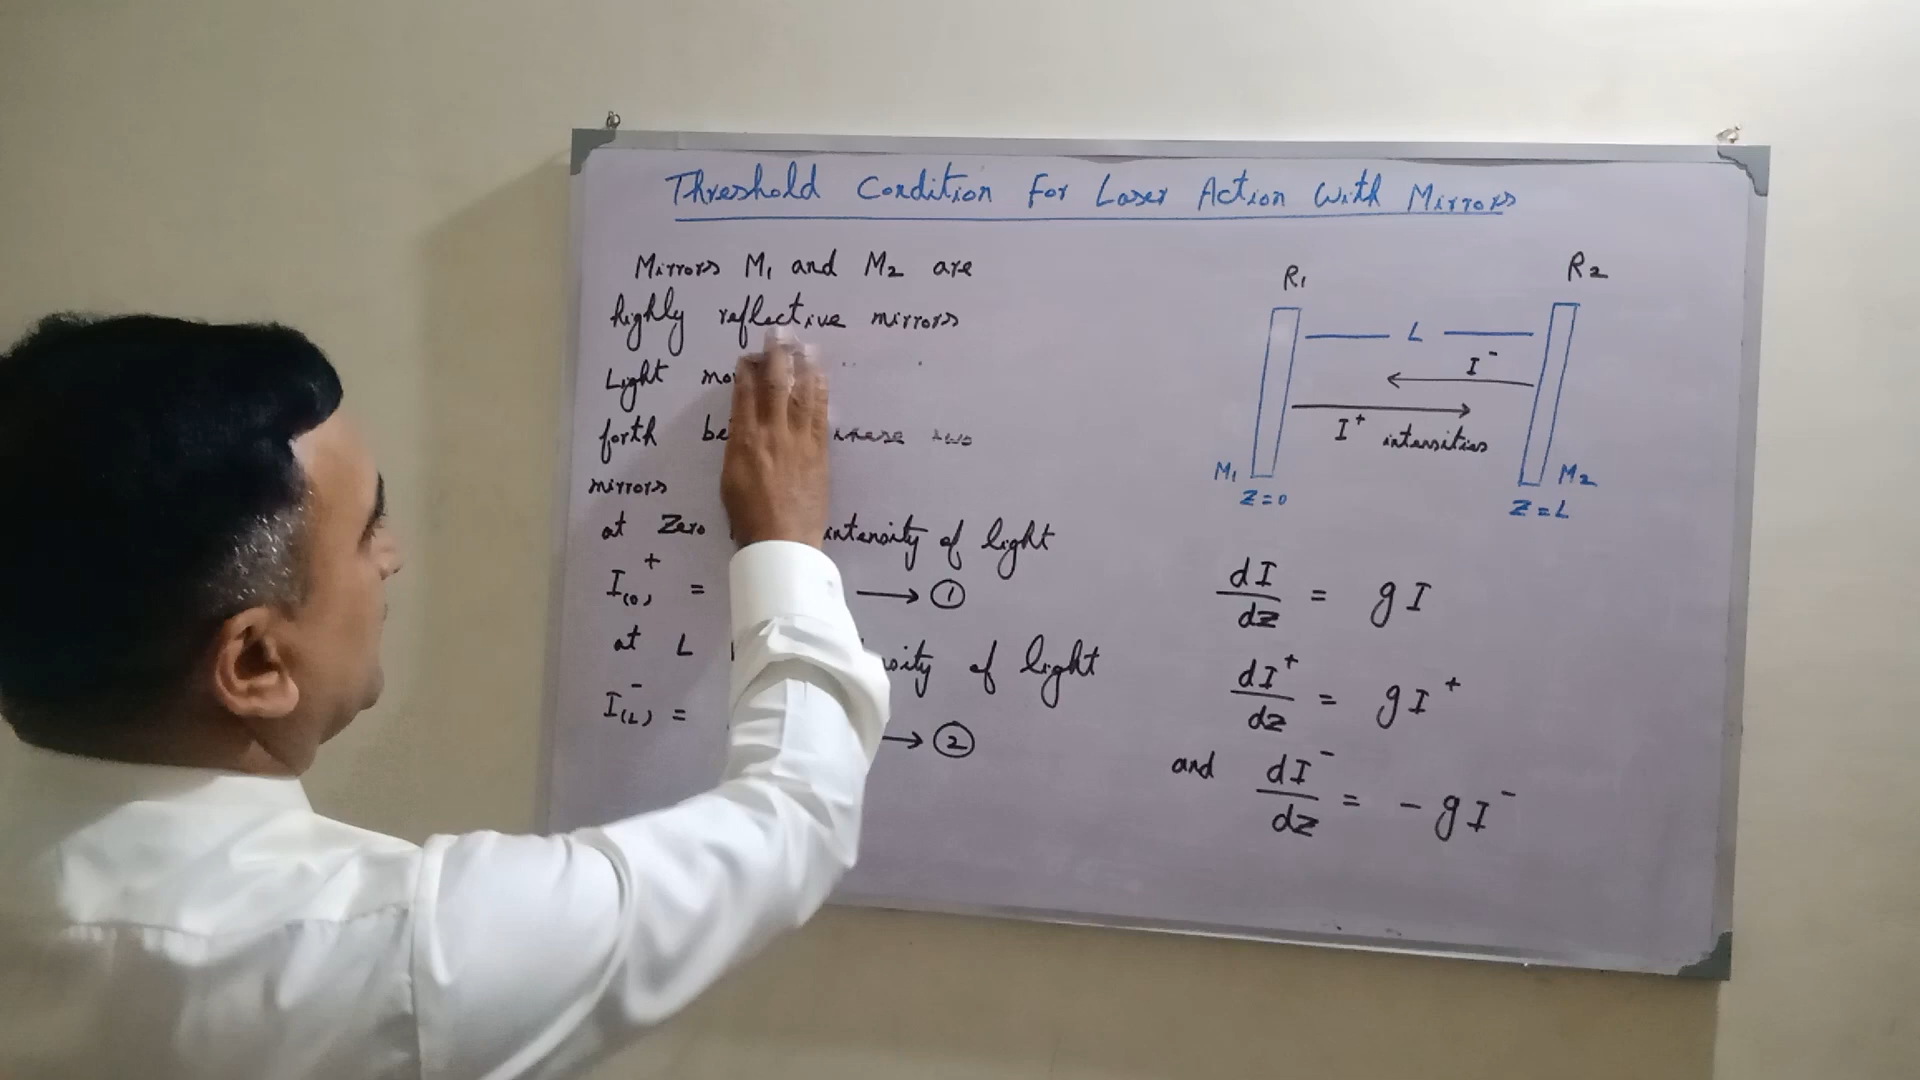 Threshold Condition For Laser Action With Mirrors
Mirrors M₁ and M₂ are
highly reflective mirrors
Light
forth
mirrors
at Zero intensity of light
I₍₀₎⁺ = → ①
at L of light
I₍L₎⁻ = → ②
R₁ R₂
L
I⁻
I⁺ intensities
M₁ M₂
Z=0 Z=L
dI/dz = gI
dI⁺/dz = gI⁺
and dI⁻/dz = -gI⁻